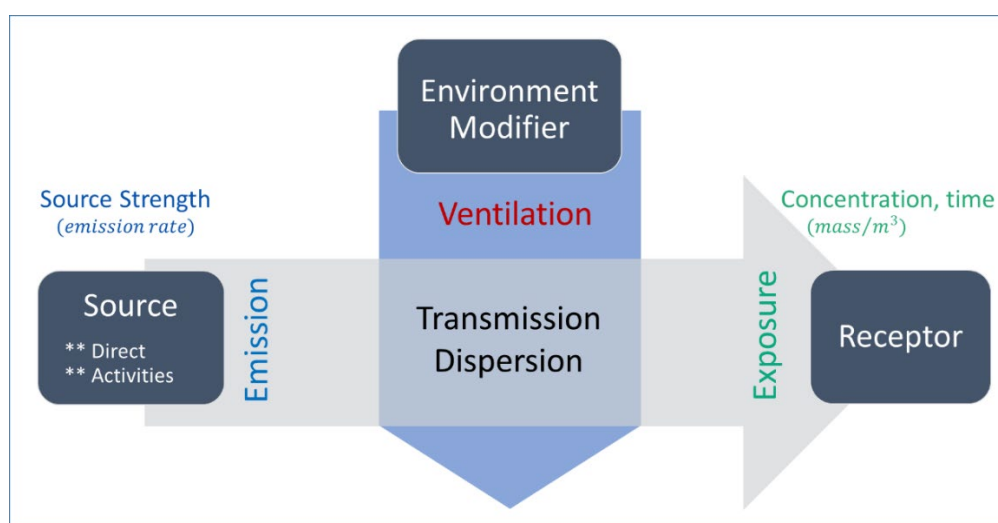 Environment
Modifier
Source Strength
(emission rate)
Ventilation
Concentration, time
(mass/m³)
Source
** Direct
** Activities
Emission
Transmission
Dispersion
Exposure
Receptor